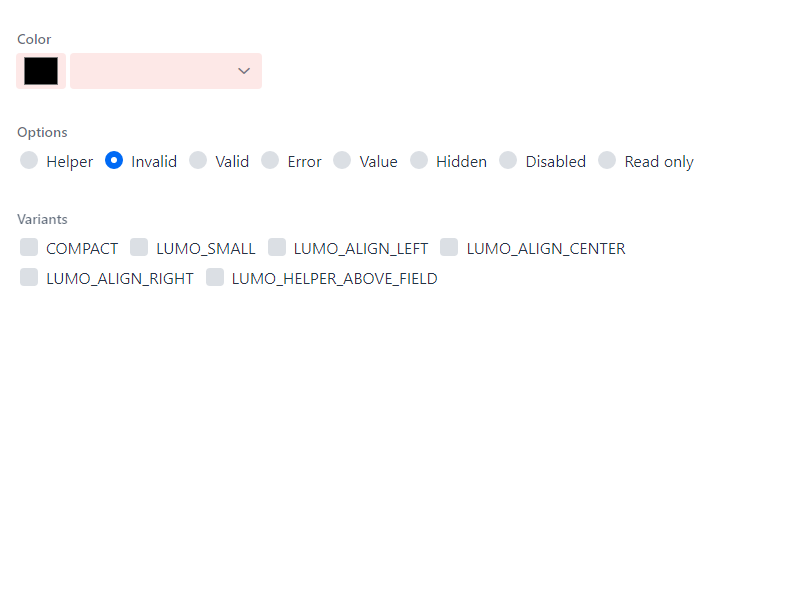 Color
Options
Helper Invalid Valid Error Value Hidden Disabled Read only
Variants
COMPACT LUMO_SMALL LUMO_ALIGN_LEFT LUMO_ALIGN_CENTER
LUMO_ALIGN_RIGHT LUMO_HELPER_ABOVE_FIELD